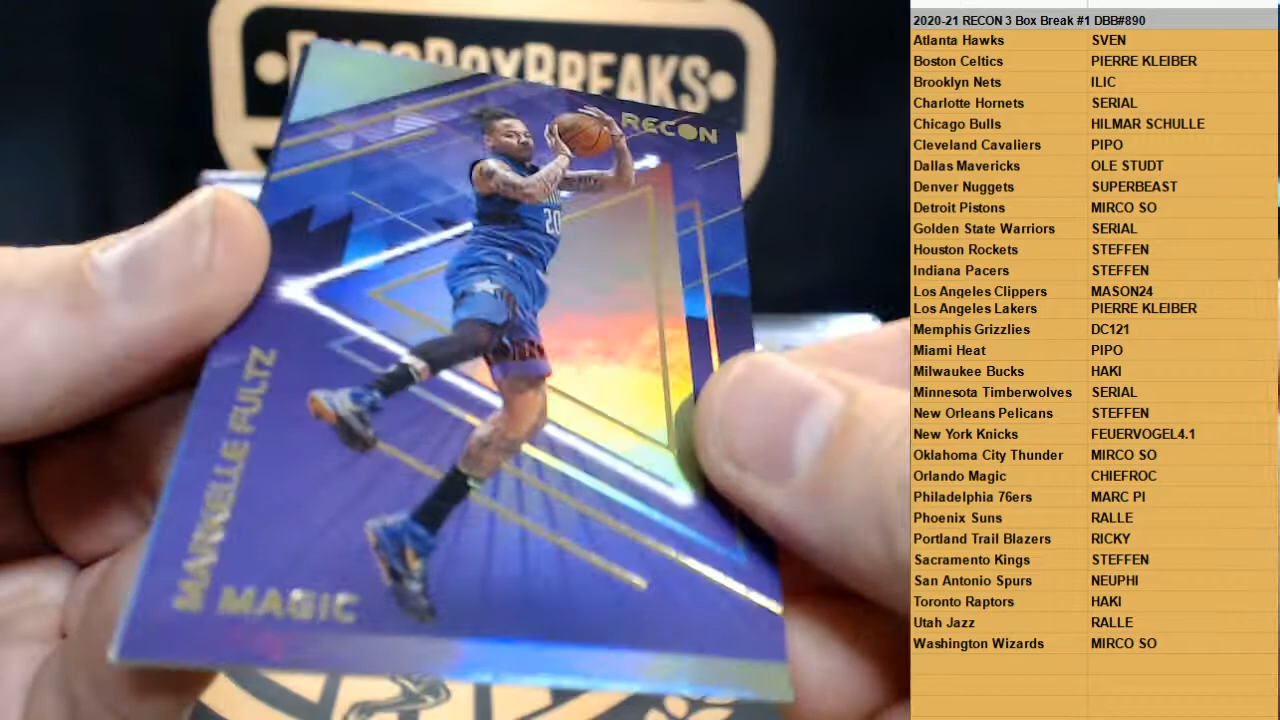 BOXBREAKS
RECON
20
MARKELLE FULTZ
MAGIC
2020-21 RECON 3 Box Break #1 DBB#890
Atlanta Hawks SVEN
Boston Celtics PIERRE KLEIBER
Brooklyn Nets ILIC
Charlotte Hornets SERIAL
Chicago Bulls HILMAR SCHULLE
Cleveland Cavaliers PIPO
Dallas Mavericks OLE STUDT
Denver Nuggets SUPERBEAST
Detroit Pistons MIRCO SO
Golden State Warriors SERIAL
Houston Rockets STEFFEN
Indiana Pacers STEFFEN
Los Angeles Clippers MASON24
Los Angeles Lakers PIERRE KLEIBER
Memphis Grizzlies DC121
Miami Heat PIPO
Milwaukee Bucks HAKI
Minnesota Timberwolves SERIAL
New Orleans Pelicans STEFFEN
New York Knicks FEUERVOGEL4.1
Oklahoma City Thunder MIRCO SO
Orlando Magic CHIEFROC
Philadelphia 76ers MARC PI
Phoenix Suns RALLE
Portland Trail Blazers RICKY
Sacramento Kings STEFFEN
San Antonio Spurs NEUPHI
Toronto Raptors HAKI
Utah Jazz RALLE
Washington Wizards MIRCO SO